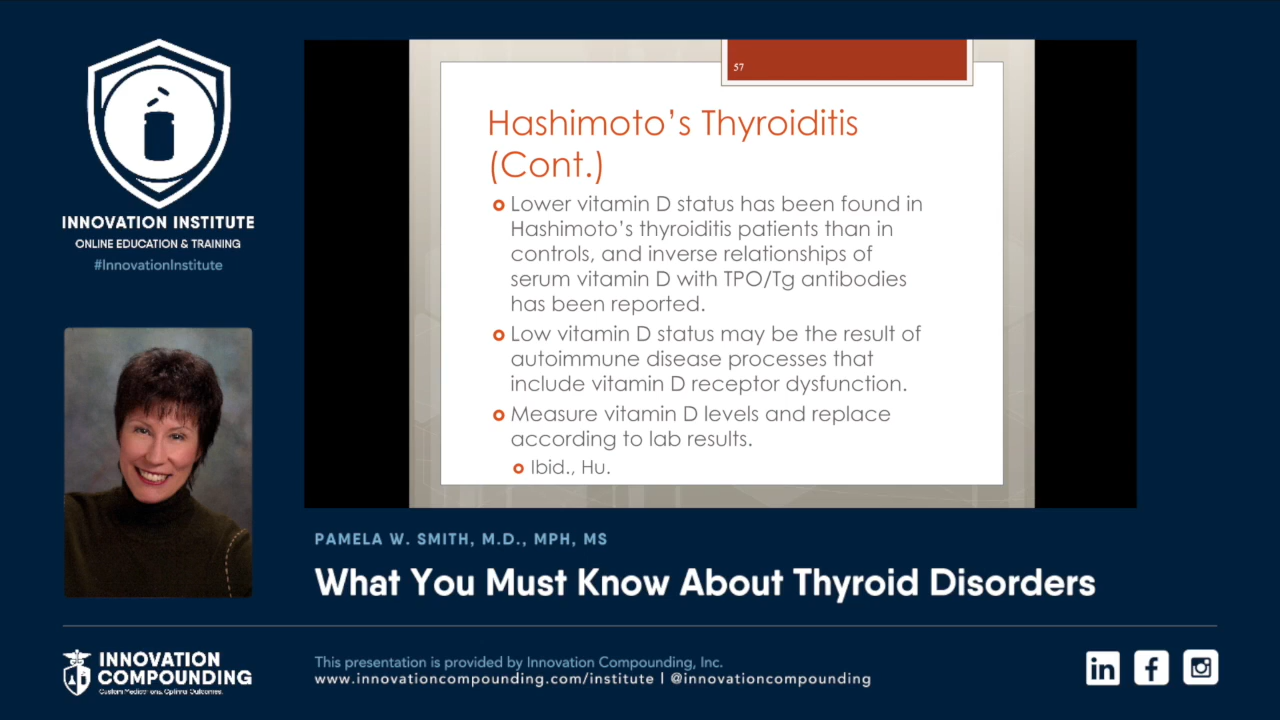 INNOVATION INSTITUTE
ONLINE EDUCATION & TRAINING
#InnovationInstitute
57
Hashimoto's Thyroiditis
(Cont.)
Lower vitamin D status has been found in
Hashimoto's thyroiditis patients than in
controls, and inverse relationships of
serum vitamin D with TPO/Tg antibodies
has been reported.
Low vitamin D status may be the result of
autoimmune disease processes that
include vitamin D receptor dysfunction.
Measure vitamin D levels and replace
according to lab results.
Ibid., Hu.
PAMELA W. SMITH, M.D., MPH, MS
What You Must Know About Thyroid Disorders
INNOVATION
COMPOUNDING
Custom Medications. Optimal Outcomes.
This presentation is provided by Innovation Compounding, Inc.
www.innovationcompounding.com/institute | @innovationcompounding
in
f